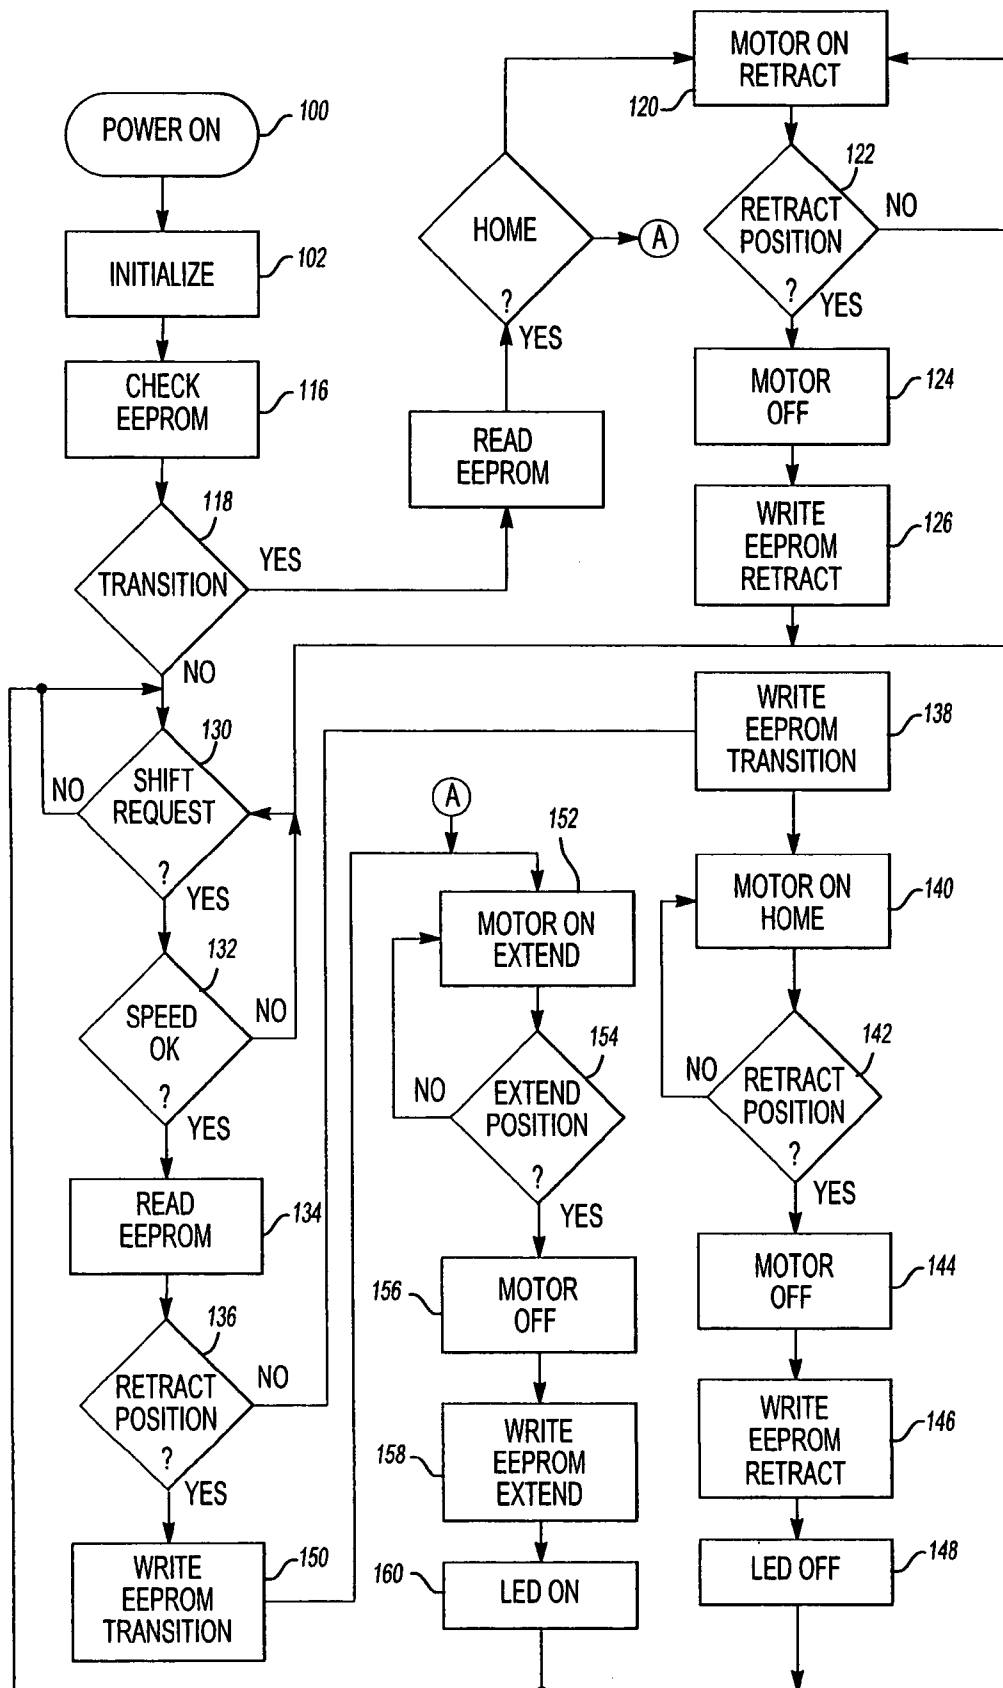 POWER ON
100
INITIALIZE
102
CHECK
EEPROM
116
TRANSITION
118
YES
NO
READ
EEPROM
YES
HOME
?
A
MOTOR ON
RETRACT
120
RETRACT
POSITION
?
122
NO
YES
MOTOR
OFF
124
WRITE
EEPROM
RETRACT
126
SHIFT
REQUEST
?
130
NO
YES
SPEED
OK
?
132
NO
YES
READ
EEPROM
134
RETRACT
POSITION
?
136
NO
YES
WRITE
EEPROM
TRANSITION
150
A
152
MOTOR ON
EXTEND
EXTEND
POSITION
?
154
NO
YES
MOTOR
OFF
156
WRITE
EEPROM
EXTEND
158
LED ON
160
WRITE
EEPROM
TRANSITION
138
MOTOR ON
HOME
140
RETRACT
POSITION
?
142
NO
YES
MOTOR
OFF
144
WRITE
EEPROM
RETRACT
146
LED OFF
148